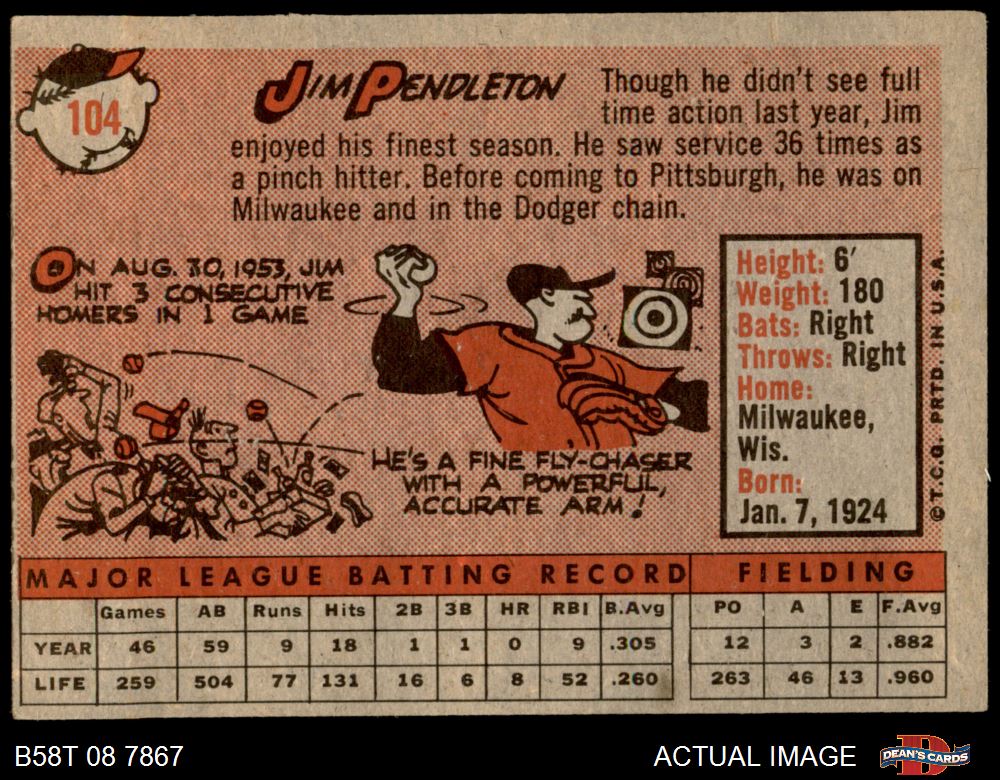 104
JIM PENDLETON
Though he didn't see full
time action last year, Jim
enjoyed his finest season. He saw service 36 times as
a pinch hitter. Before coming to Pittsburgh, he was on
Milwaukee and in the Dodger chain.
ON AUG. 30, 1953, JIM
HIT 3 CONSECUTIVE
HOMERS IN 1 GAME
HE'S A FINE FLY-CHASER
WITH A POWERFUL,
ACCURATE ARM!
Height: 6'
Weight: 180
Bats: Right
Throws: Right
Home:
Milwaukee,
Wis.
Born:
Jan. 7, 1924
© T.C.G. PRTD. IN U.S.A.
MAJOR LEAGUE BATTING RECORD FIELDING
Games AB Runs Hits 2B 3B HR RBI B.Avg PO A E F.Avg
YEAR 46 59 9 18 1 1 0 9 .305 12 3 2 .882
LIFE 259 504 77 131 16 6 8 52 .260 263 46 13 .960
B58T 08 7867 ACTUAL IMAGE DEAN'S CARDS